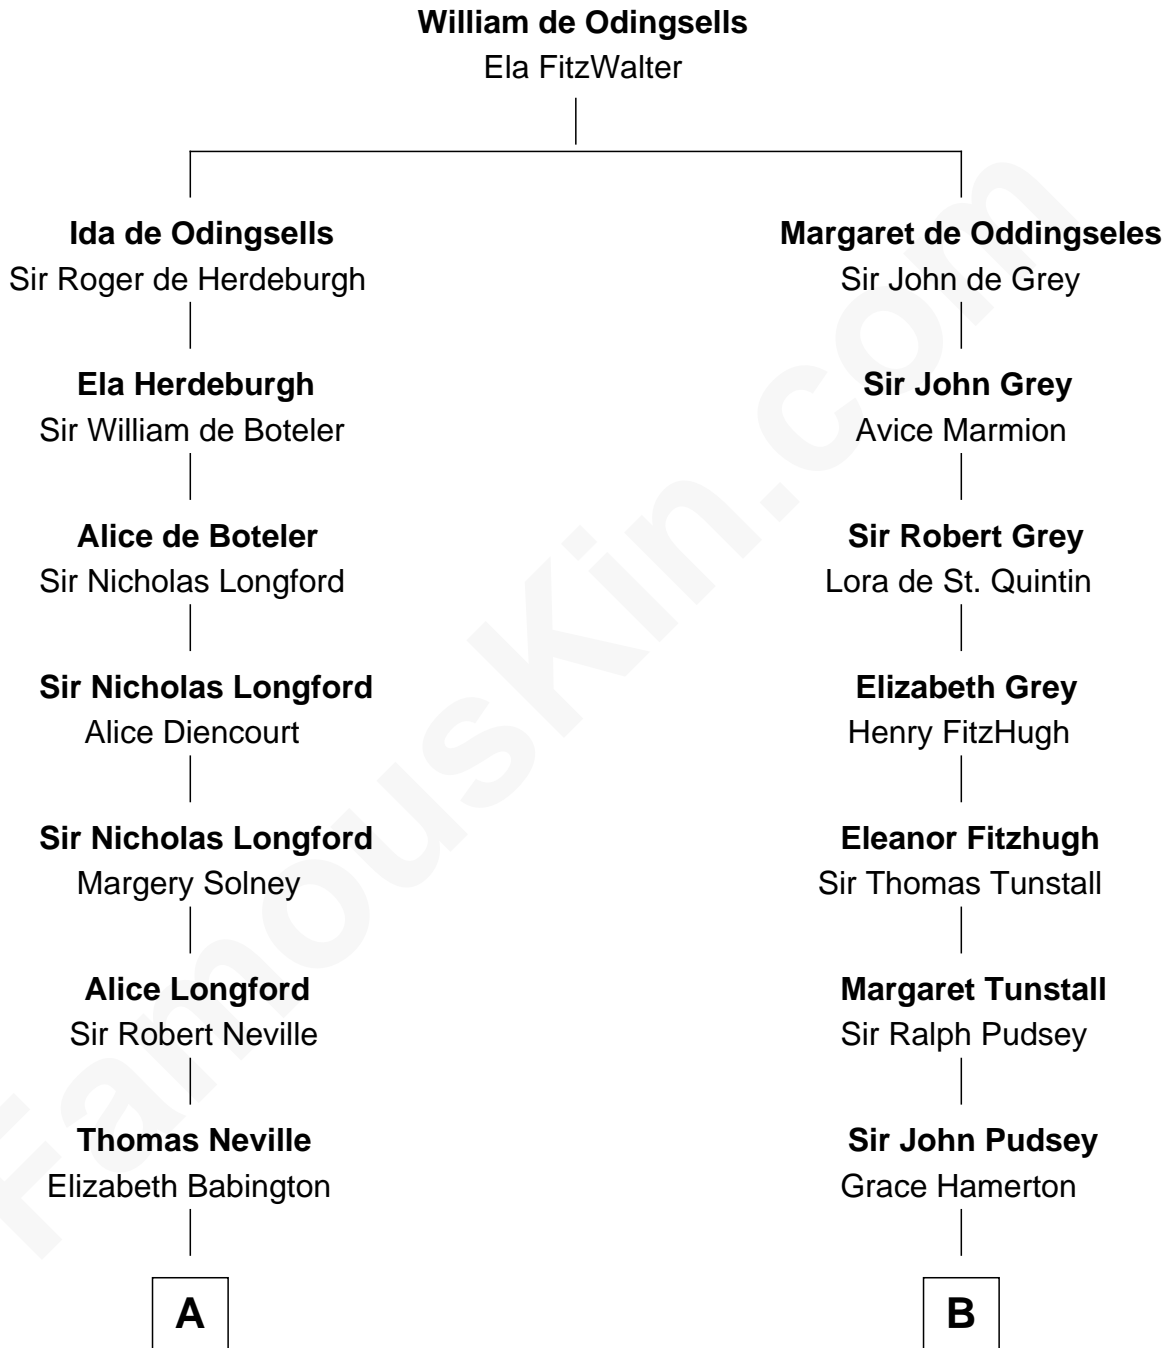 William de Odingsells
Ela FitzWalter
Ida de Odingsells
Sir Roger de Herdeburgh
Margaret de Oddingseles
Sir John de Grey
Ela Herdeburgh
Sir William de Boteler
Sir John Grey
Avice Marmion
Alice de Boteler
Sir Nicholas Longford
Sir Robert Grey
Lora de St. Quintin
Sir Nicholas Longford
Alice Diencourt
Elizabeth Grey
Henry FitzHugh
Sir Nicholas Longford
Margery Solney
Eleanor Fitzhugh
Sir Thomas Tunstall
Alice Longford
Sir Robert Neville
Margaret Tunstall
Sir Ralph Pudsey
Thomas Neville
Elizabeth Babington
Sir John Pudsey
Grace Hamerton
A
B
FamousKin.com